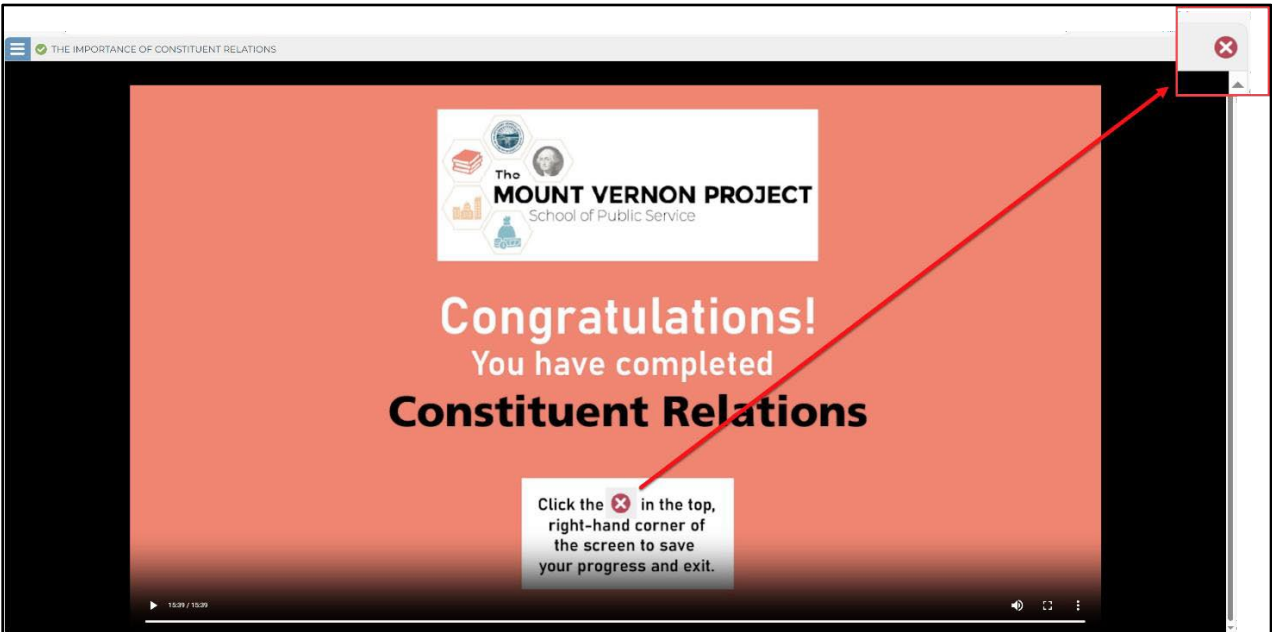 THE IMPORTANCE OF CONSTITUENT RELATIONS
The
MOUNT VERNON PROJECT
School of Public Service
Congratulations!
You have completed
Constituent Relations
Click the in the top,
right-hand corner of
the screen to save
your progress and exit.
15:39 / 15:39